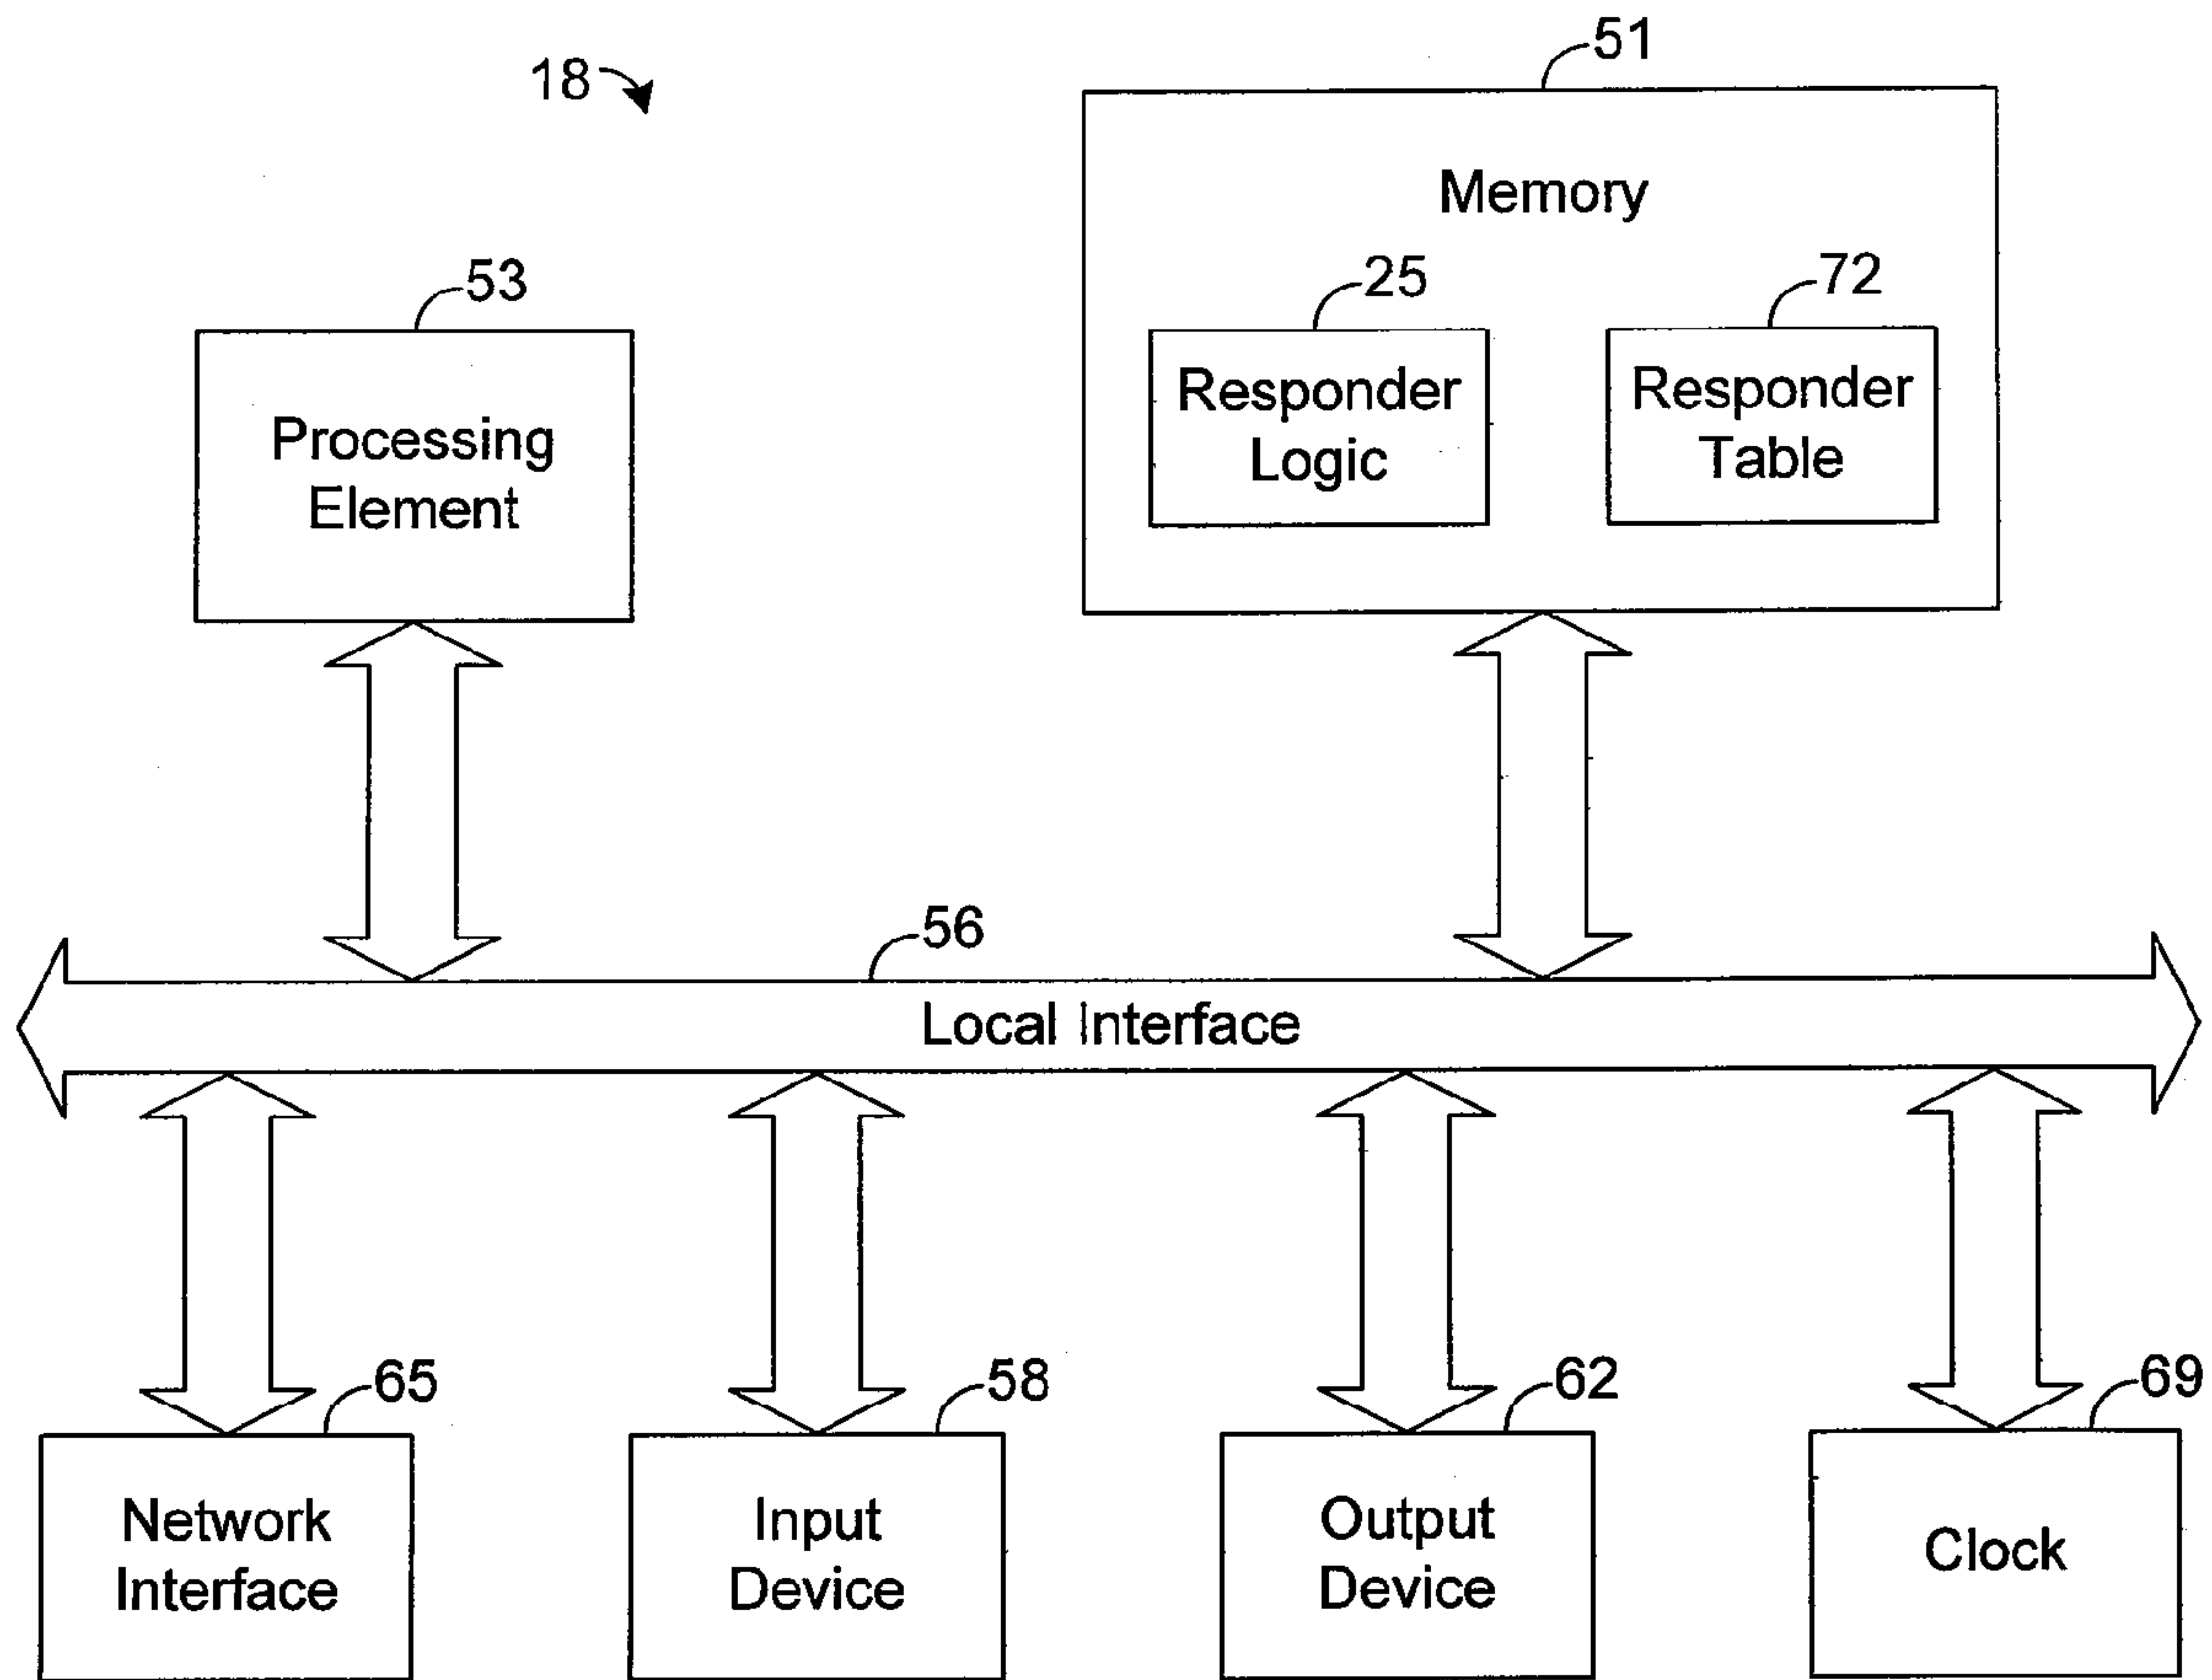 18
51
Memory
53
25
72
Processing
Element
Responder
Logic
Responder
Table
56
Local Interface
65
58
62
69
Network
Interface
Input
Device
Output
Device
Clock